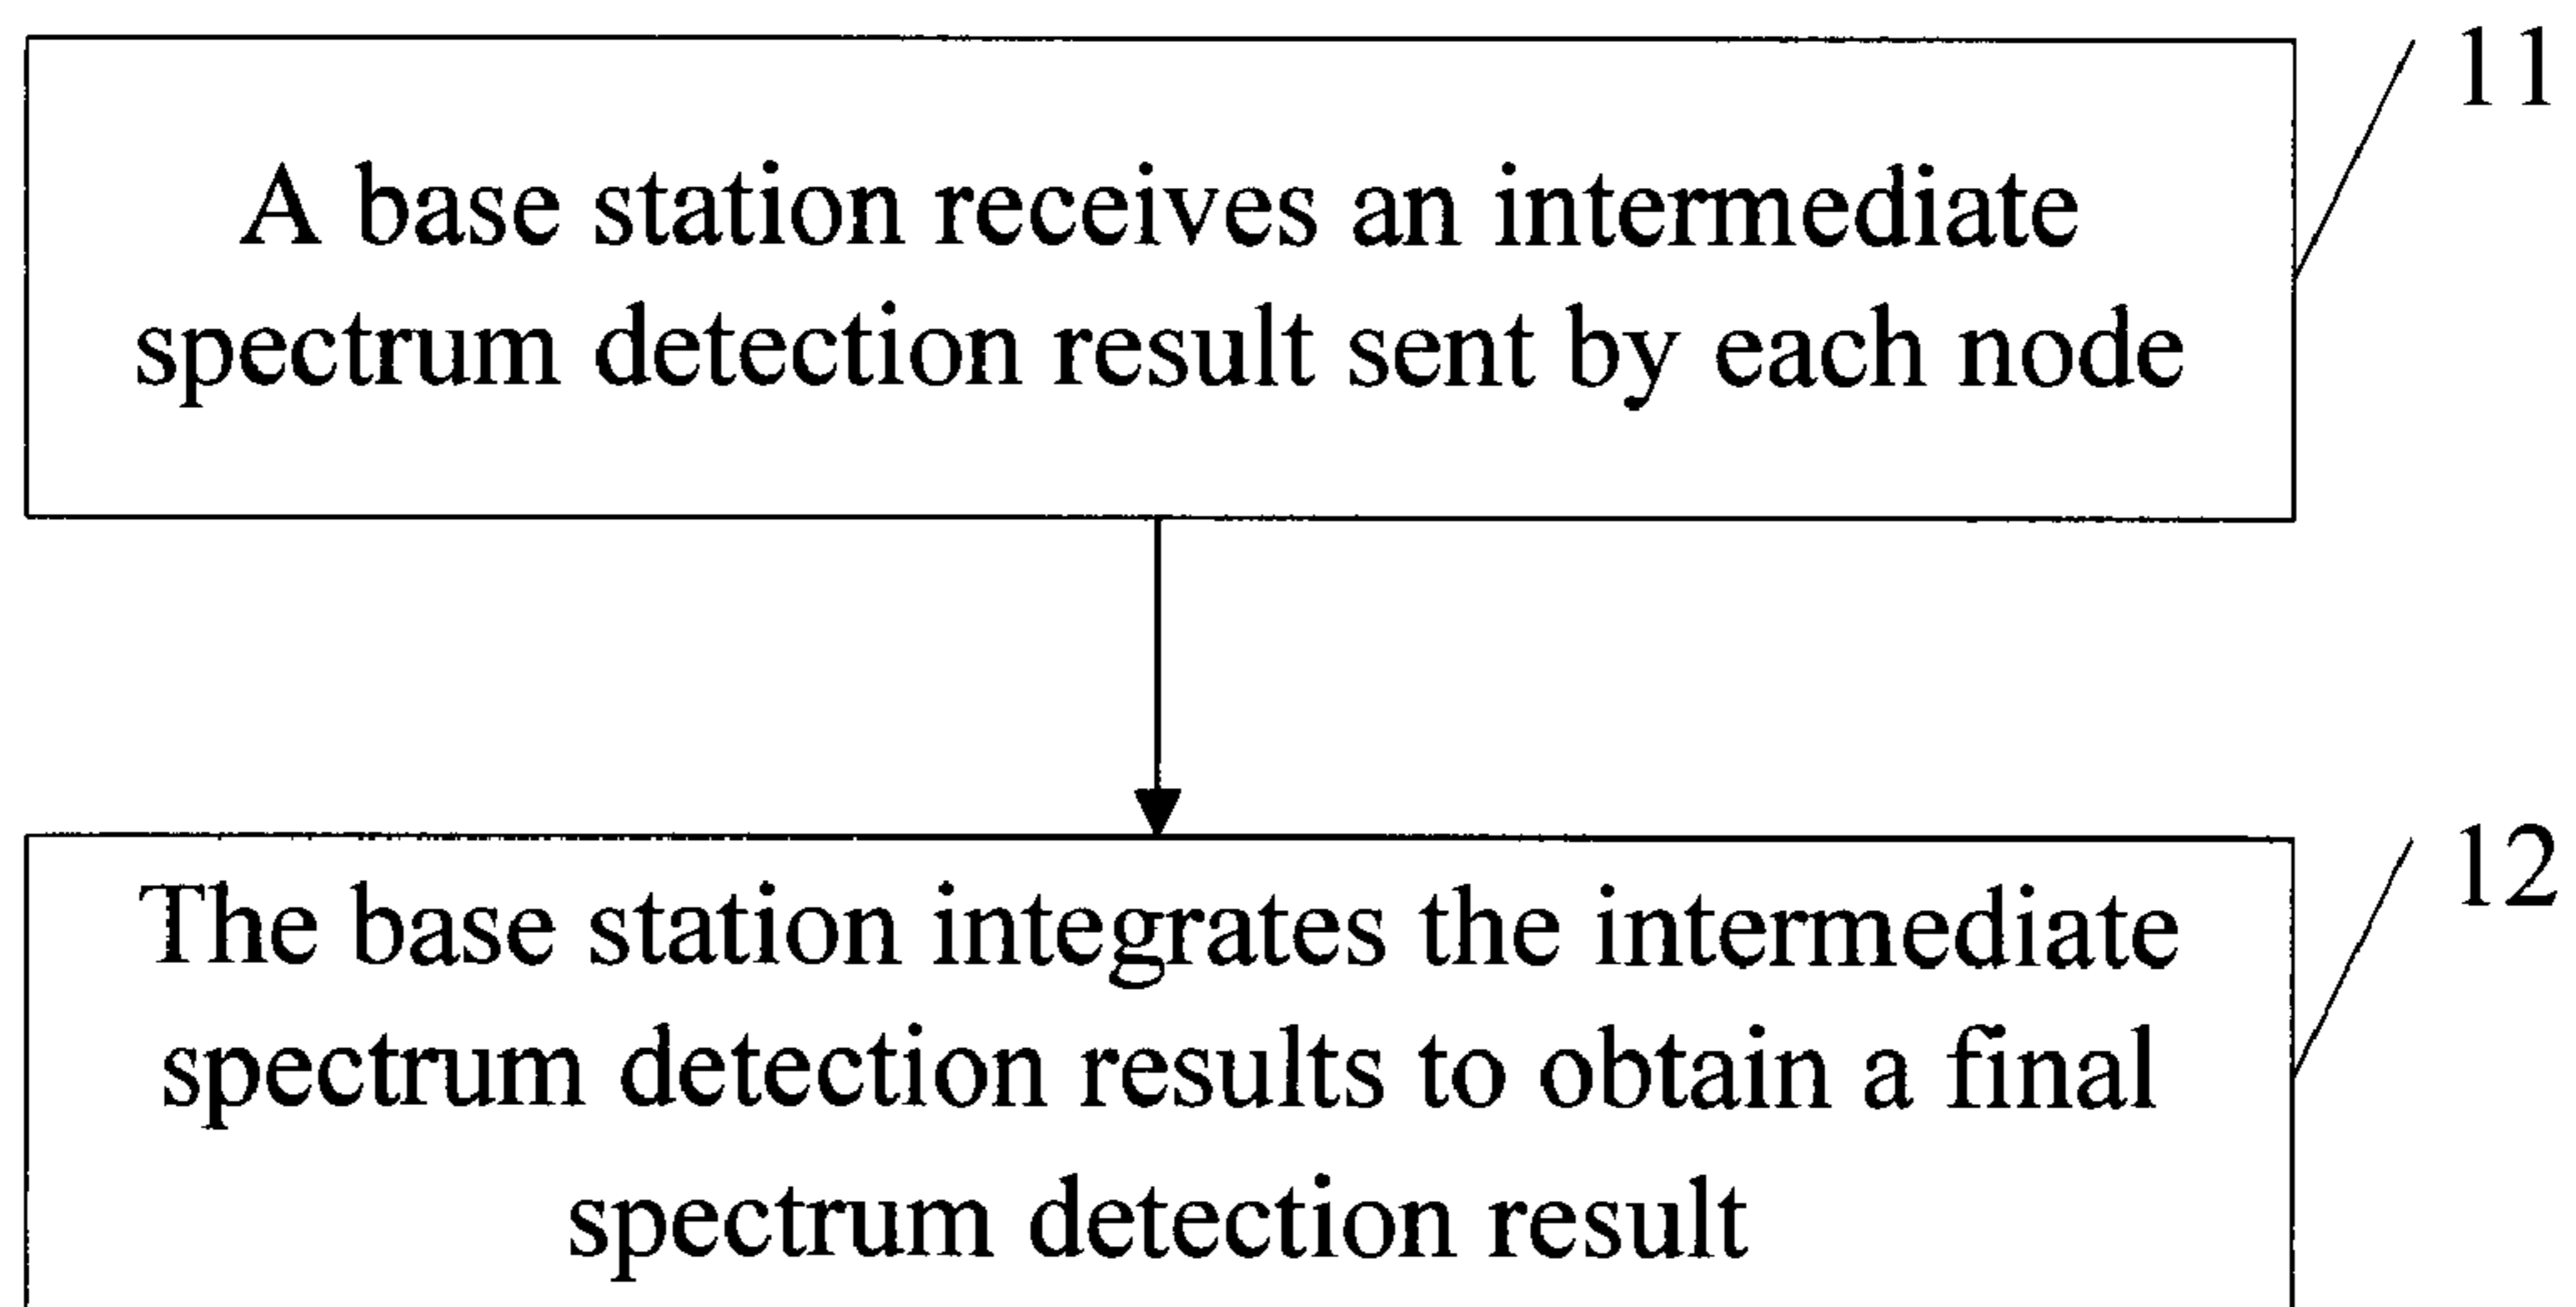 11
A base station receives an intermediate
spectrum detection result sent by each node
12
The base station integrates the intermediate
spectrum detection results to obtain a final
spectrum detection result